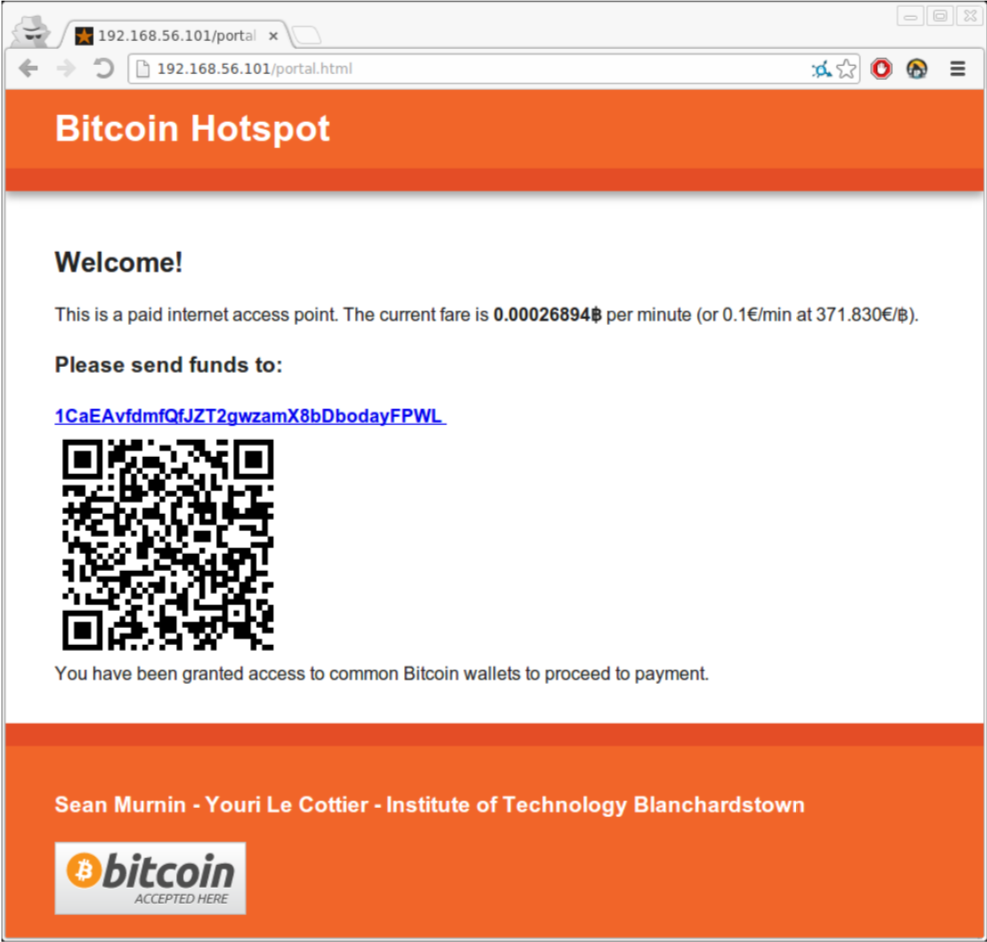 192.168.56.101/portal
192.168.56.101/portal.html
Bitcoin Hotspot
Welcome!
This is a paid internet access point. The current fare is 0.00026894฿ per minute (or 0.1€/min at 371.830€/฿).
Please send funds to:
1CaEAvfdmfQfJZT2gwzamX8bDbodayFPWL
You have been granted access to common Bitcoin wallets to proceed to payment.
Sean Murnin - Youri Le Cottier - Institute of Technology Blanchardstown
bitcoin
ACCEPTED HERE